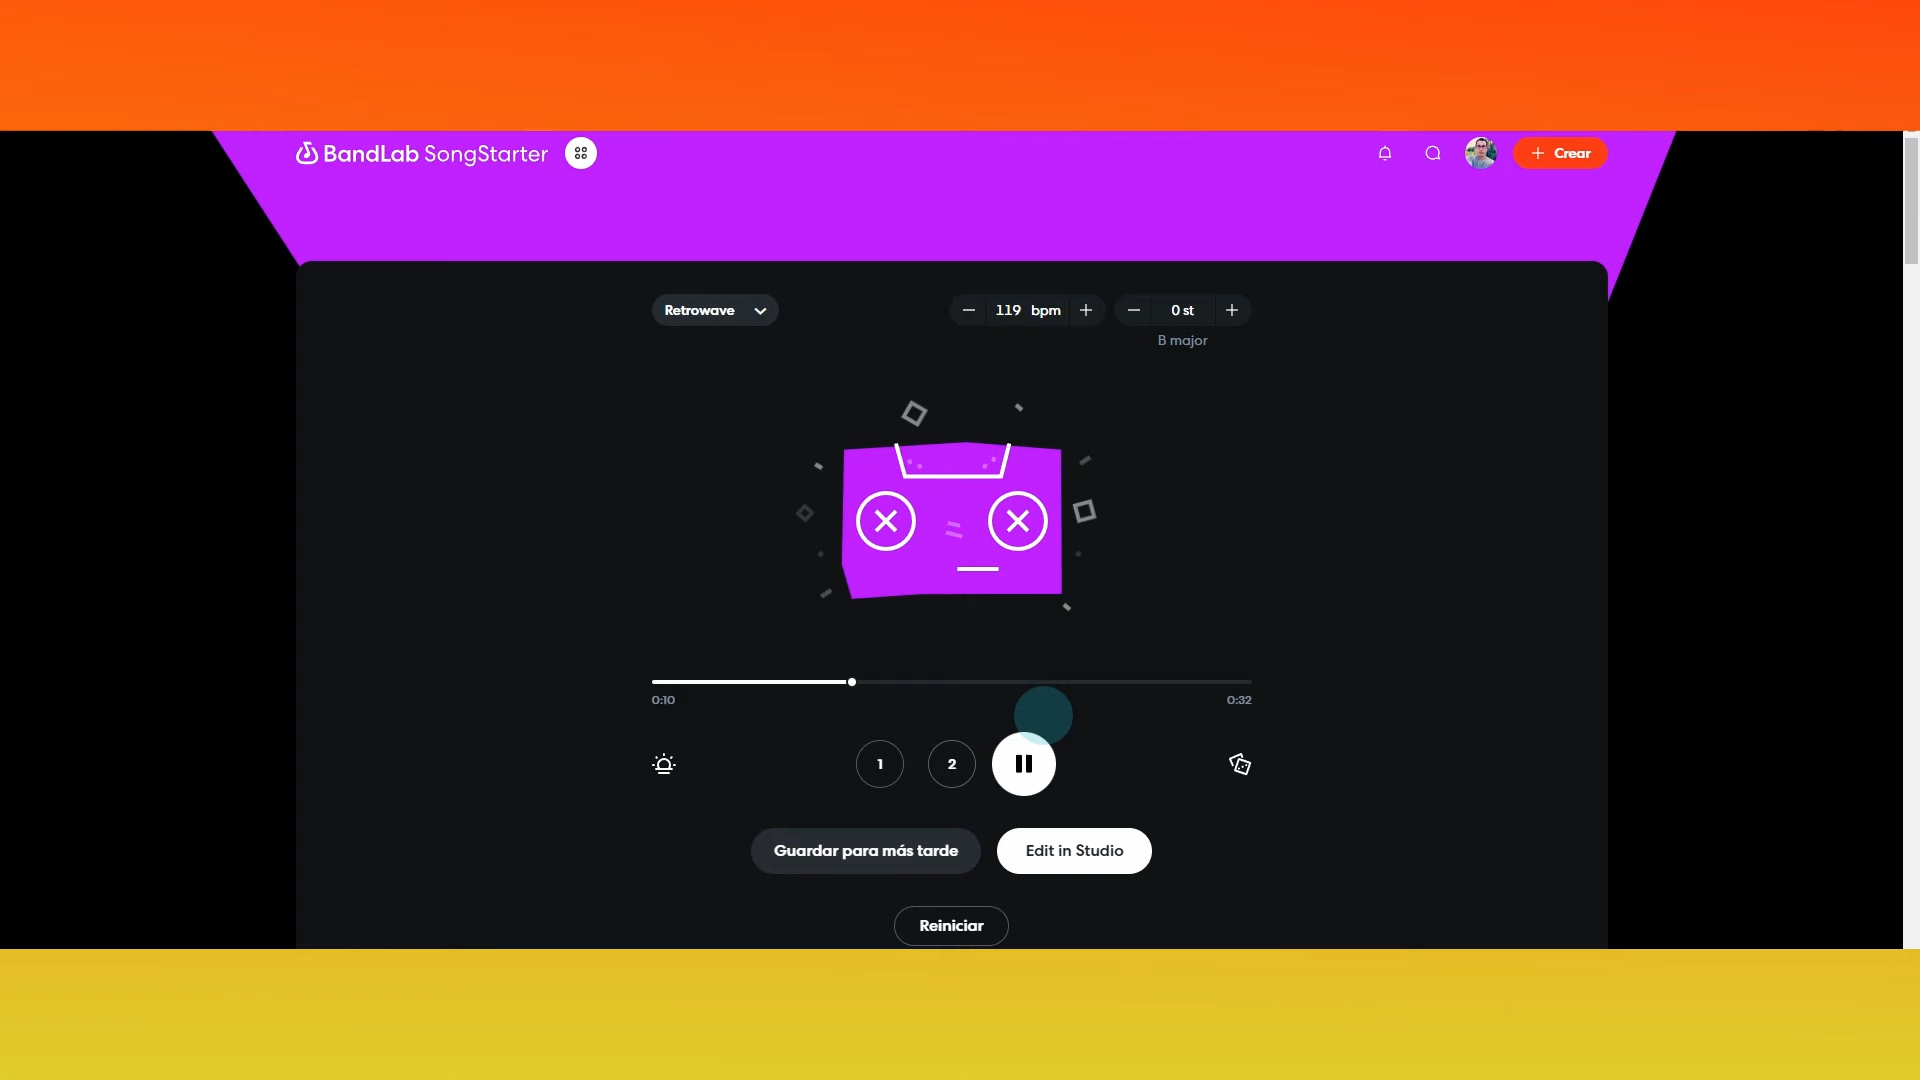 BandLab SongStarter
+ Crear
Retrowave
119 bpm
0 st
B major
0:10
0:32
1
2
Guardar para más tarde
Edit in Studio
Reiniciar